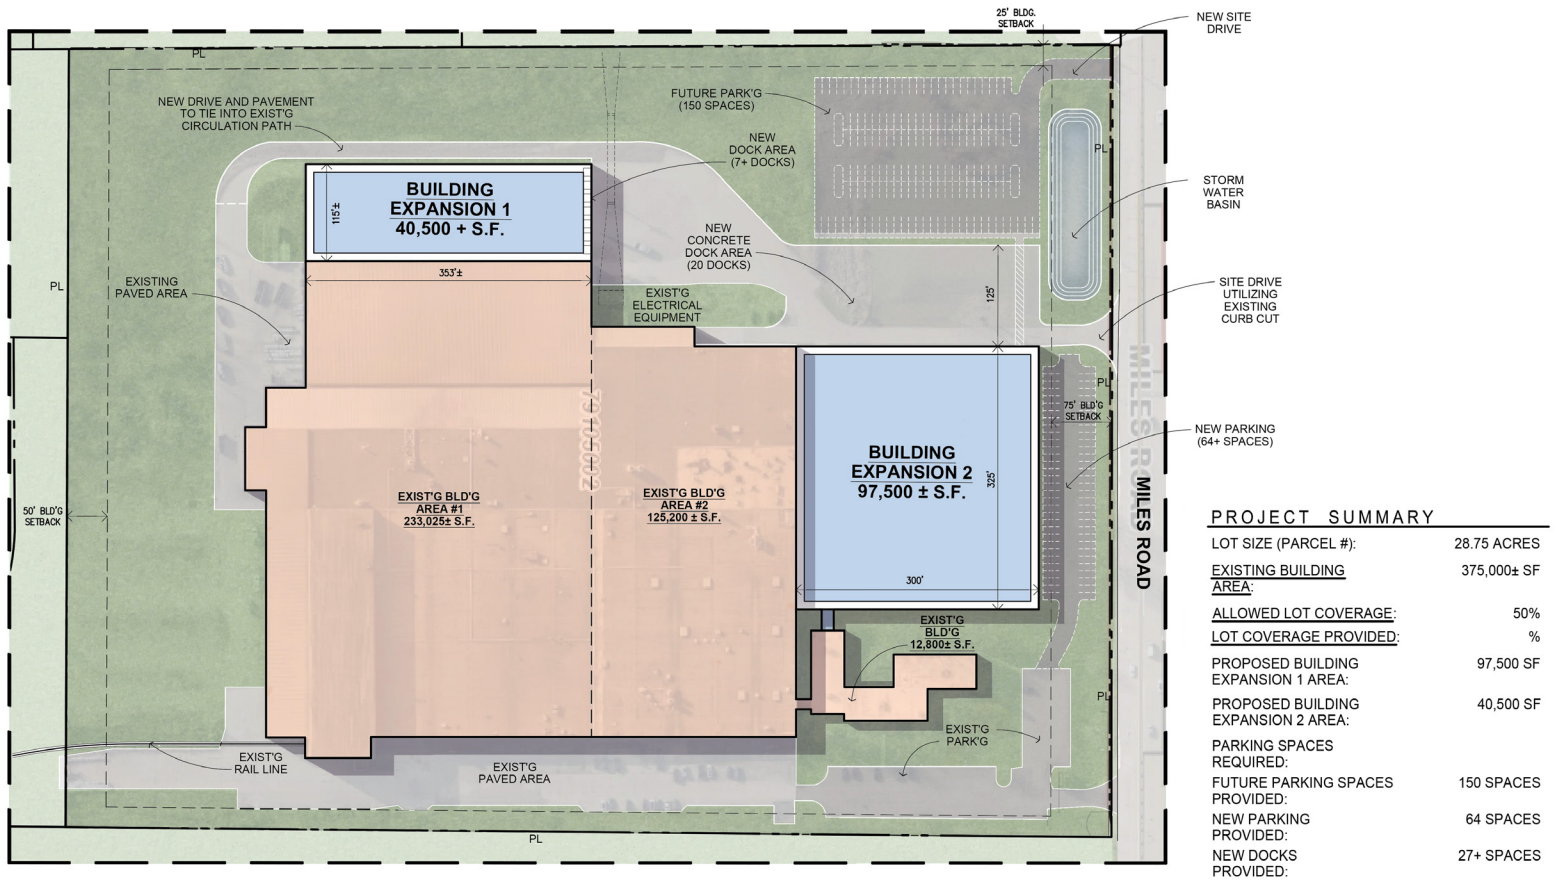 25' BLDG.
SETBACK
NEW SITE
DRIVE
PL
NEW DRIVE AND PAVEMENT
TO TIE INTO EXIST'G
CIRCULATION PATH
FUTURE PARK'G
(150 SPACES)
NEW
DOCK AREA
(7+ DOCKS)
PL
STORM
WATER
BASIN
BUILDING
EXPANSION 1
40,500 + S.F.
115'±
353'±
NEW
CONCRETE
DOCK AREA
(20 DOCKS)
EXISTING
PAVED AREA
PL
EXIST'G
ELECTRICAL
EQUIPMENT
125'
SITE DRIVE
UTILIZING
EXISTING
CURB CUT
PL
75' BLD'G
SETBACK
NEW PARKING
(64+ SPACES)
79105002
BUILDING
EXPANSION 2
97,500 ± S.F.
325'
300'
EXIST'G BLD'G
AREA #1
233,025± S.F.
EXIST'G BLD'G
AREA #2
125,200 ± S.F.
50' BLD'G
SETBACK
MILES ROAD
MILES ROAD
EXIST'G
BLD'G
12,800± S.F.
PL
EXIST'G
PARK'G
EXIST'G
RAIL LINE
EXIST'G
PAVED AREA
PL
PROJECT SUMMARY
LOT SIZE (PARCEL #): 28.75 ACRES
EXISTING BUILDING 375,000± SF
AREA:
ALLOWED LOT COVERAGE: 50%
LOT COVERAGE PROVIDED: %
PROPOSED BUILDING 97,500 SF
EXPANSION 1 AREA:
PROPOSED BUILDING 40,500 SF
EXPANSION 2 AREA:
PARKING SPACES
REQUIRED:
FUTURE PARKING SPACES 150 SPACES
PROVIDED:
NEW PARKING 64 SPACES
PROVIDED:
NEW DOCKS 27+ SPACES
PROVIDED: